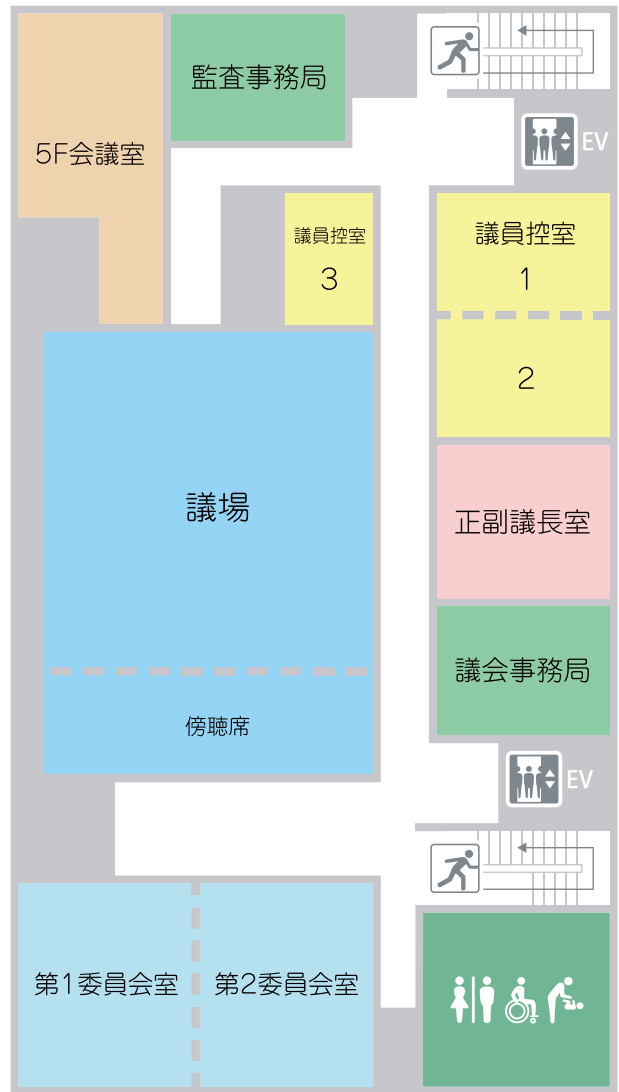 監査事務局
5F会議室
EV
議員控室
3
議員控室
1
2
議場
正副議長室
議会事務局
傍聴席
EV
第1委員会室
第2委員会室